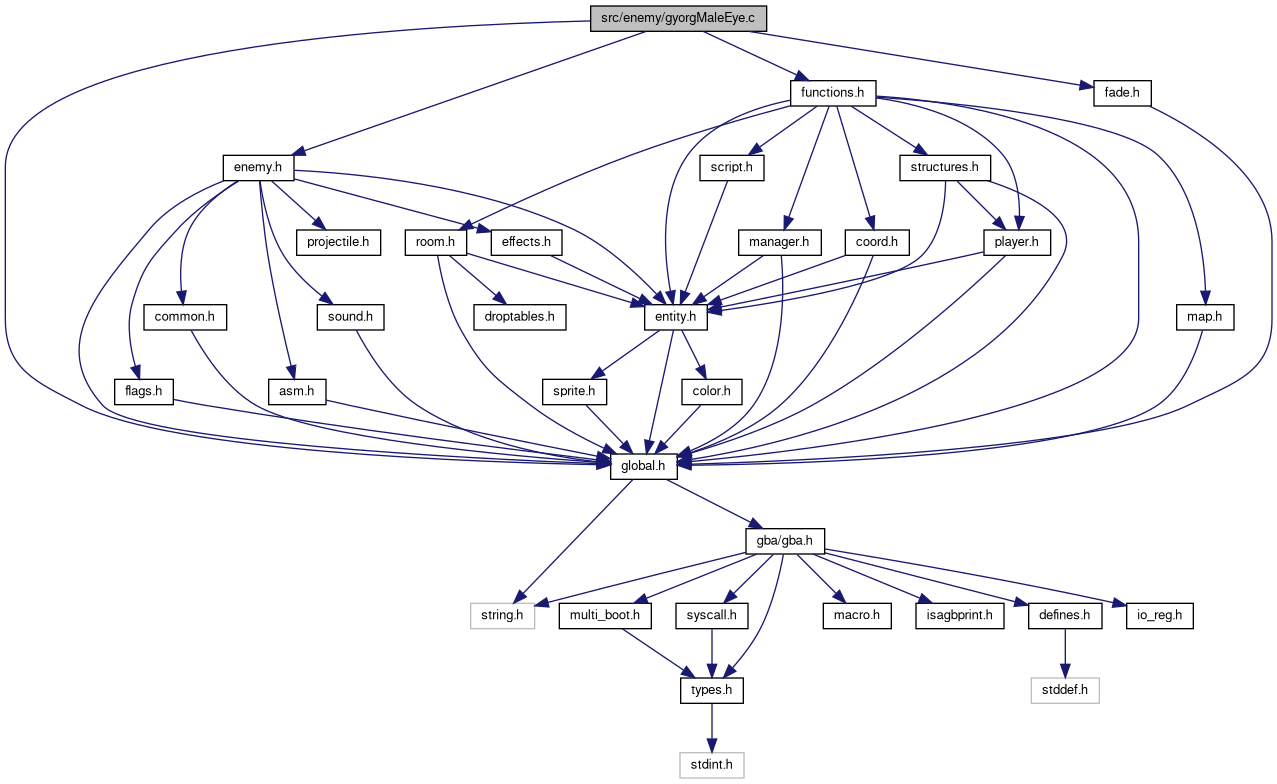 src/enemy/gyorgMaleEye.c
functions.h
fade.h
enemy.h
script.h
structures.h
projectile.h
room.h
effects.h
manager.h
coord.h
player.h
common.h
sound.h
droptables.h
entity.h
map.h
flags.h
asm.h
sprite.h
color.h
global.h
gba/gba.h
string.h
multi_boot.h
syscall.h
macro.h
isagbprint.h
defines.h
io_reg.h
types.h
stddef.h
stdint.h